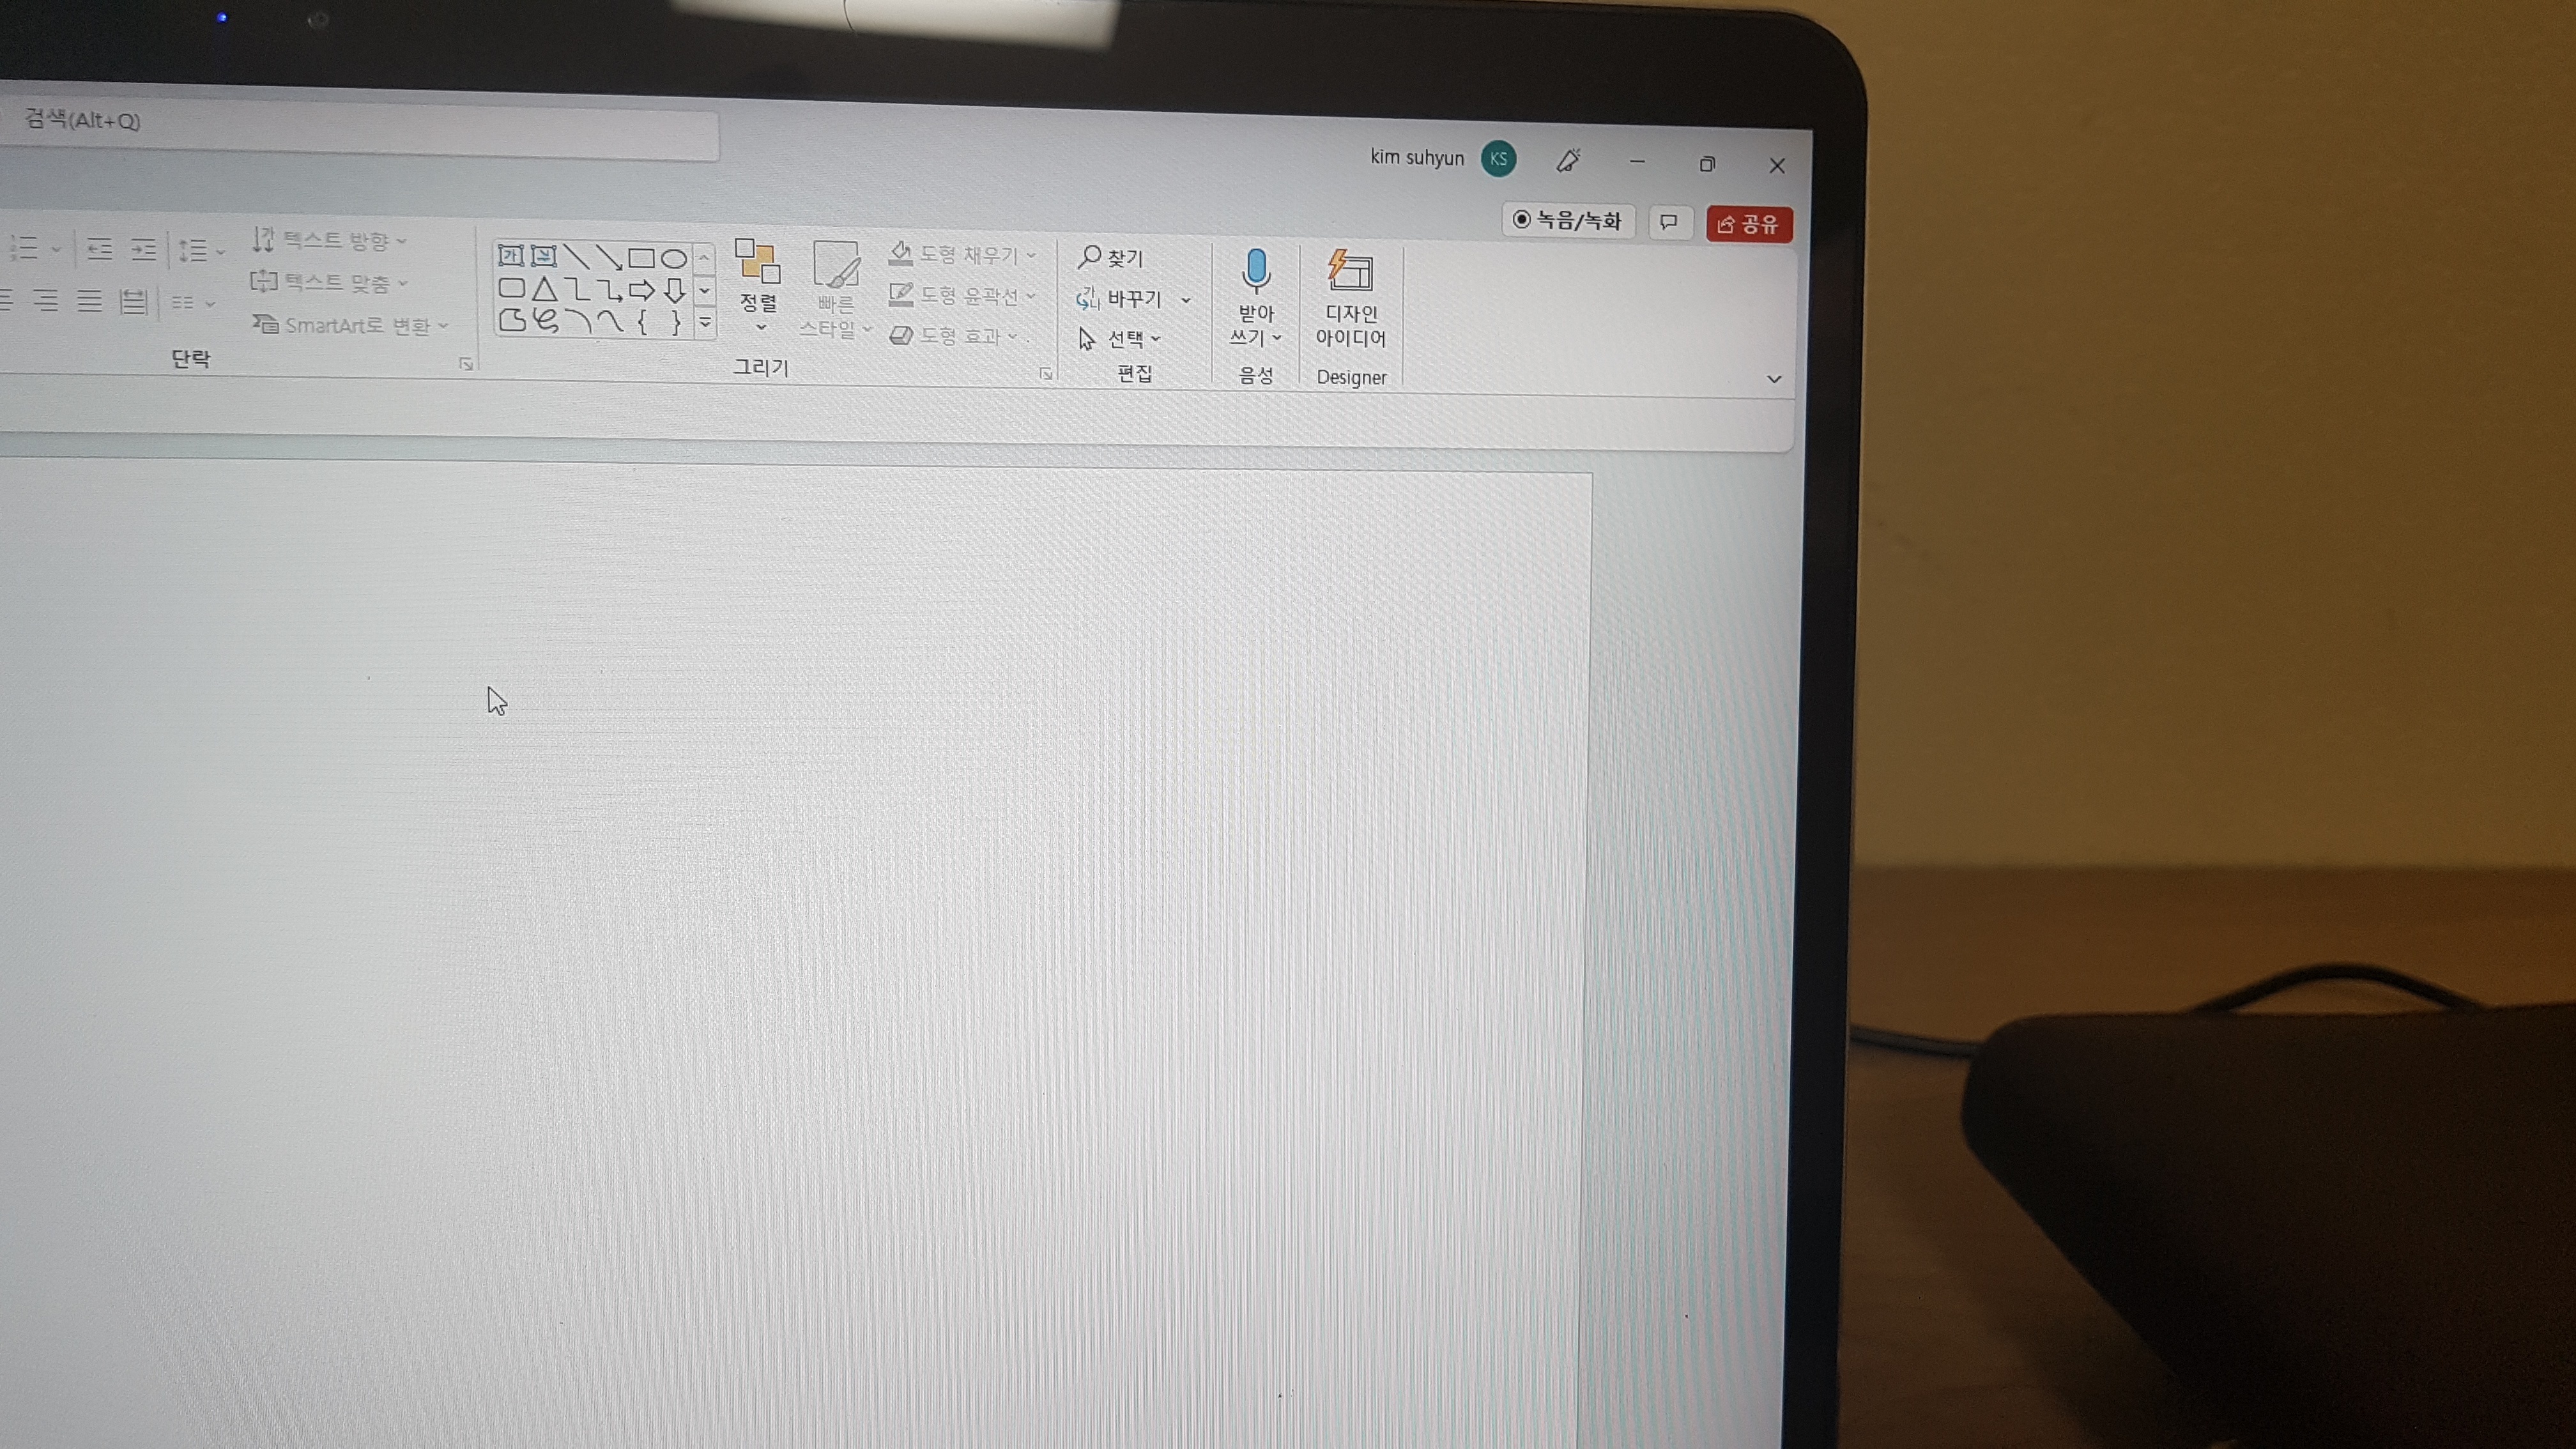 검색(Alt+Q)
kim suhyun KS
녹음/녹화 공유
텍스트 방향
텍스트 맞춤
SmartArt로 변환
단락
정렬
빠른
스타일
도형 채우기
도형 윤곽선
도형 효과
그리기
찾기
바꾸기
선택
편집
받아
쓰기
음성
디자인
아이디어
Designer